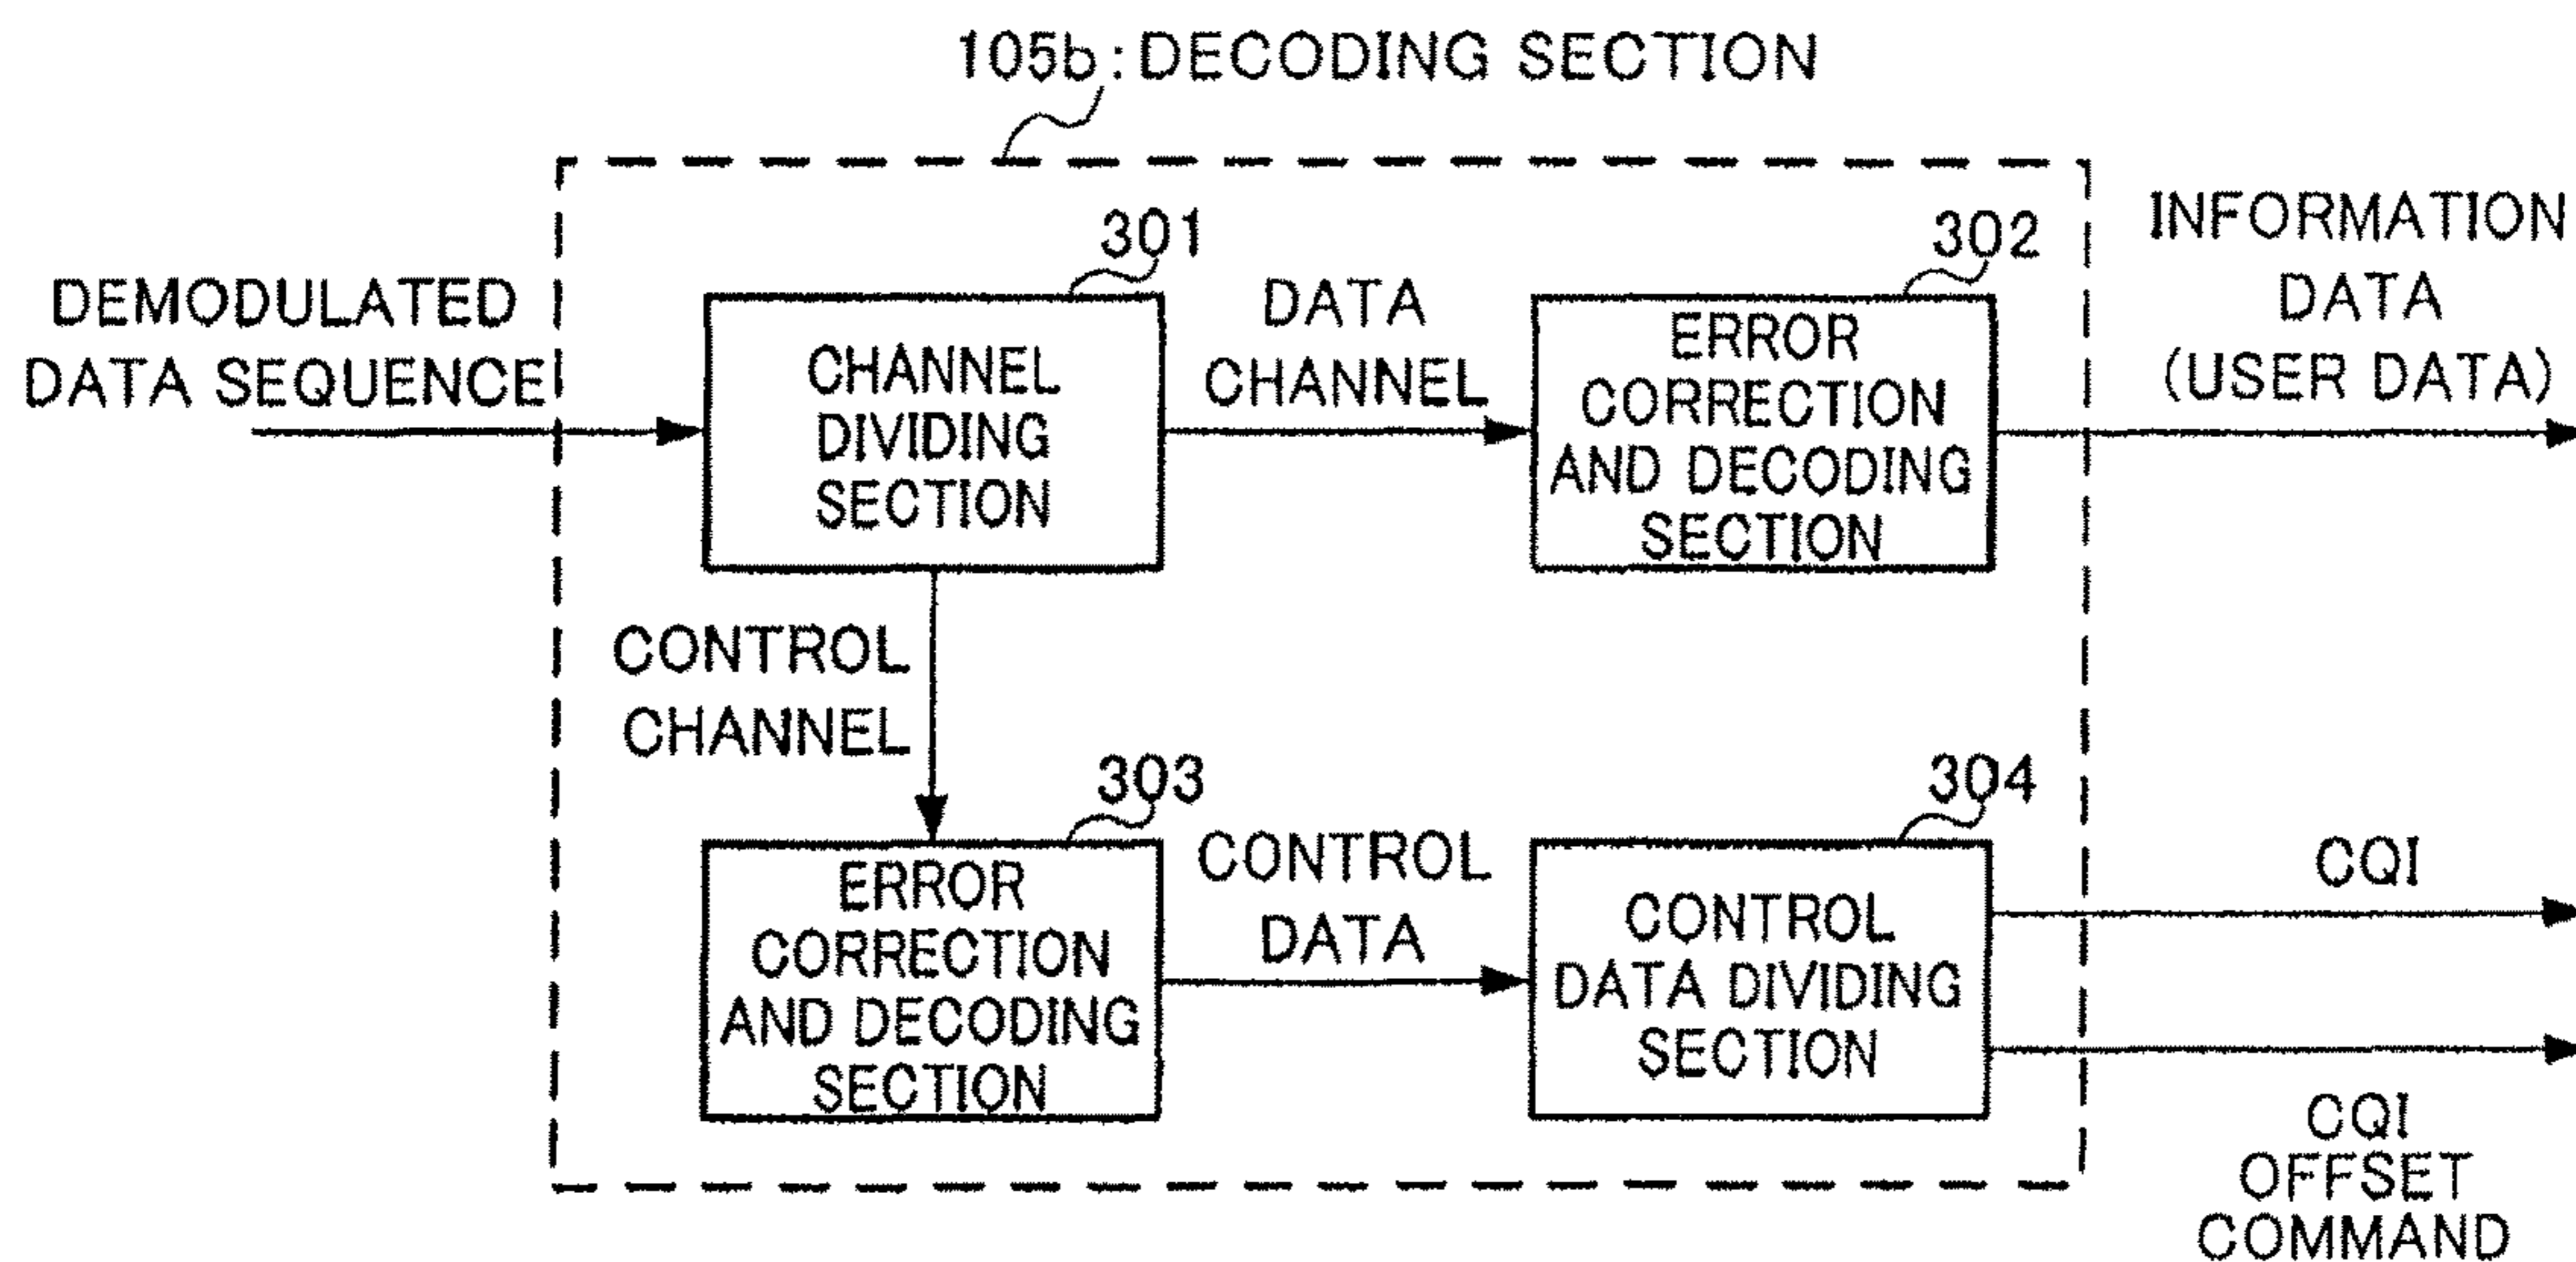 105b:DECODING SECTION
DEMODULATED
DATA SEQUENCE
301
CHANNEL
DIVIDING
SECTION
DATA
CHANNEL
302
ERROR
CORRECTION
AND DECODING
SECTION
INFORMATION
DATA
(USER DATA)
CONTROL
CHANNEL
303
ERROR
CORRECTION
AND DECODING
SECTION
CONTROL
DATA
304
CONTROL
DATA DIVIDING
SECTION
CQI
CQI
OFFSET
COMMAND